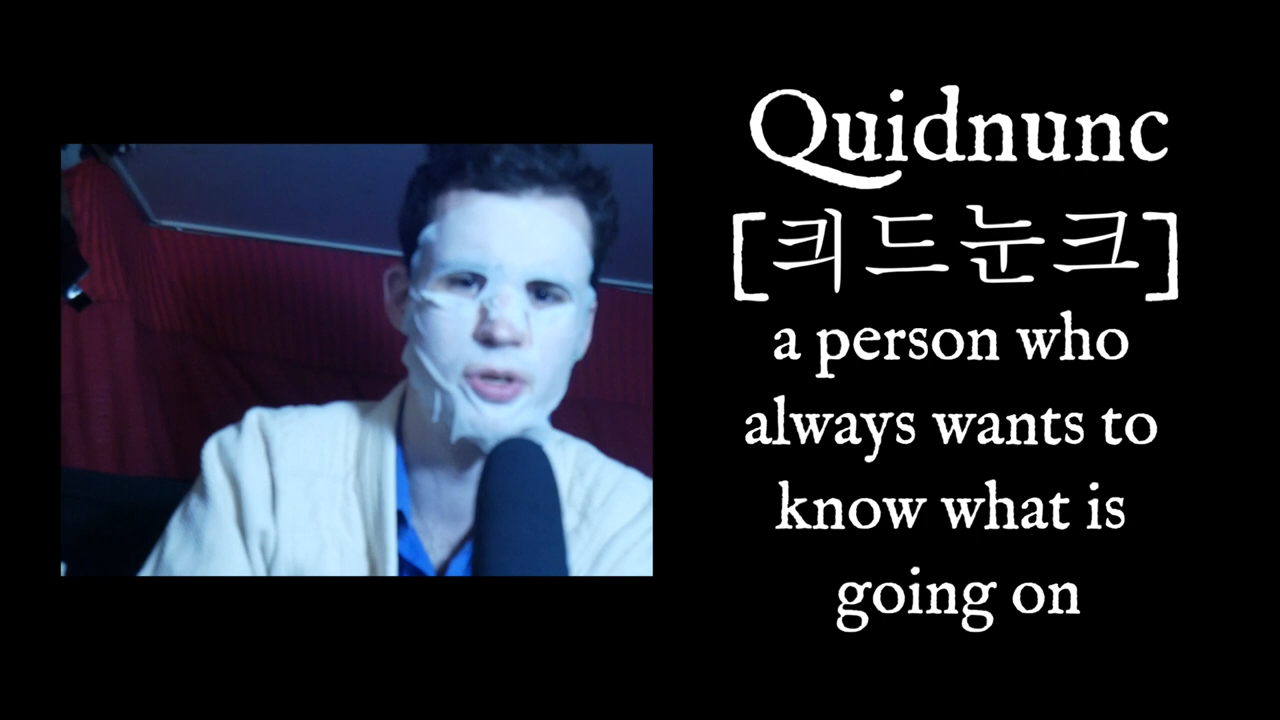 Quidnunc
[퀴드눈크]
a person who
always wants to
know what is
going on